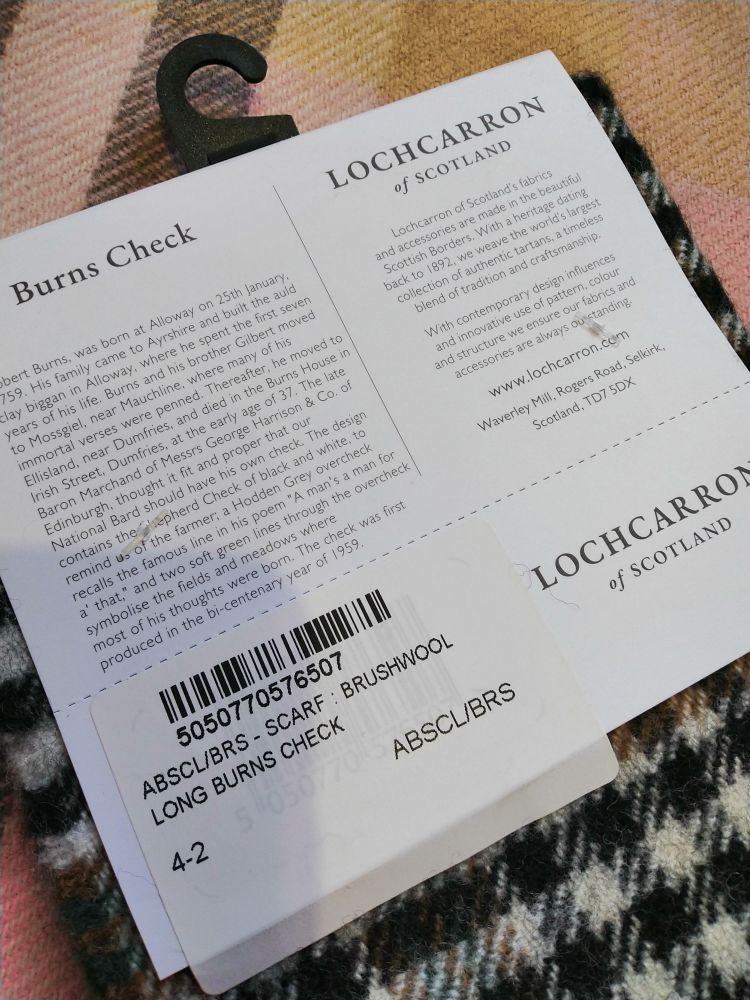 Burns Check
Robert Burns, was born at Alloway on 25th January,
1759. His family came to Ayrshire and built the auld
clay biggan in Alloway, where he spent the first seven
years of his life. Burns and his brother Gilbert moved
to Mossgiel, near Mauchline, where many of his
immortal verses were penned. Thereafter, he moved to
Ellisland, near Dumfries, and died in the Burns House in
Irish Street, Dumfries, at the early age of 37. The late
Baron Marchand of Messrs George Harrison & Co. of
Edinburgh, thought it fit and proper that our
National Bard should have his own check. The design
contains the Shepherd Check of black and white, to
remind us of the farmer; a Hodden Grey overcheck
recalls the famous line in his poem "A man's a man for
a' that," and two soft green lines through the overcheck
symbolise the fields and meadows where
most of his thoughts were born. The check was first
produced in the bi-centenary year of 1959.
LOCHCARRON
of SCOTLAND
Lochcarron of Scotland's fabrics
and accessories are made in the beautiful
Scottish Borders. With a heritage dating
back to 1892, we weave the world's largest
collection of authentic tartans, a timeless
blend of tradition and craftsmanship.
With contemporary design influences
and innovative use of pattern, colour
and structure we ensure our fabrics and
accessories are always outstanding.
www.lochcarron.com
Waverley Mill, Rogers Road, Selkirk,
Scotland, TD7 5DX
LOCHCARRON
of SCOTLAND
5050770576507
ABSCL/BRS - SCARF : BRUSHWOOL
LONG BURNS CHECK
ABSCL/BRS
4-2